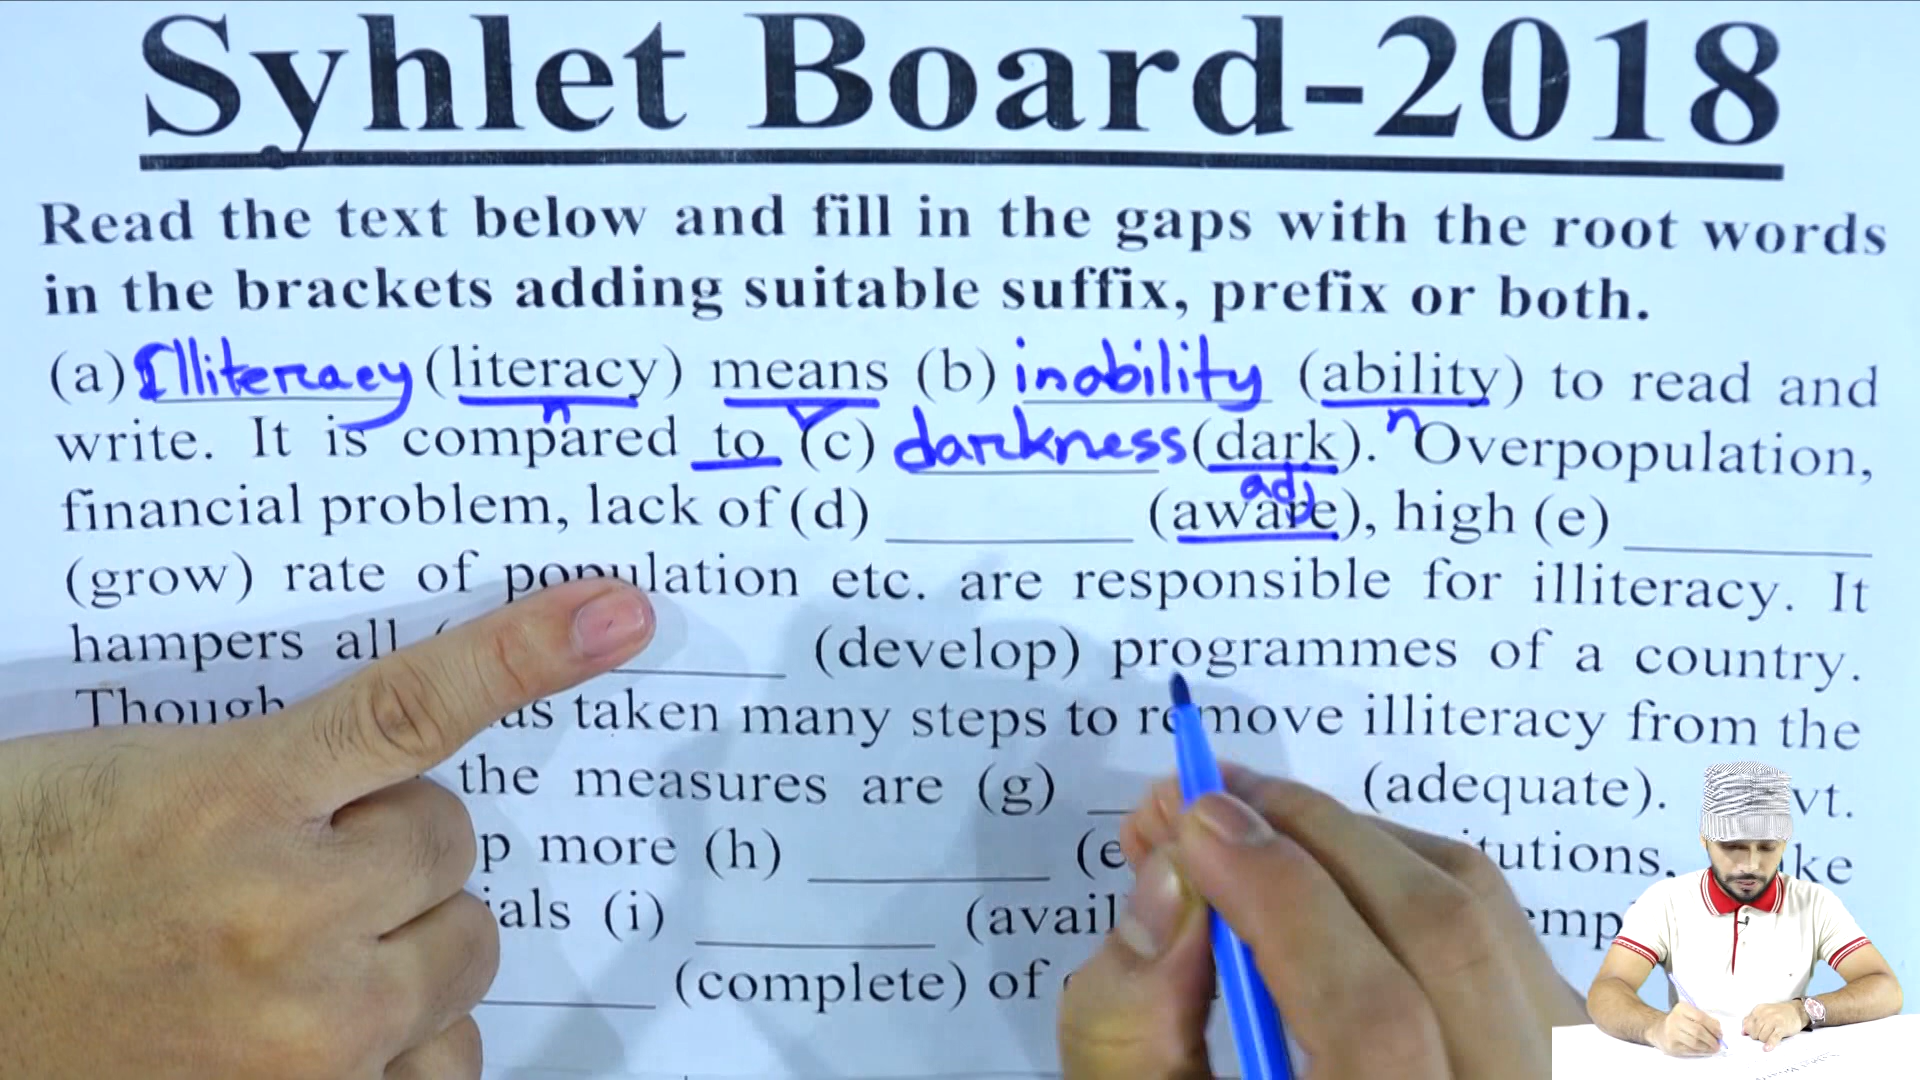 Syhlet Board-2018
Read the text below and fill in the gaps with the root words
in the brackets adding suitable suffix, prefix or both.
(a) Illiteracy (literacy) means (b) inability (ability) to read and
n v n
write. It is compared to (c) darkness (dark). Overpopulation,
adj
financial problem, lack of (d) ________ (aware), high (e) ________
(grow) rate of population etc. are responsible for illiteracy. It
hampers all ________ (develop) programmes of a country.
Though taken many steps to remove illiteracy from the
the measures are (g) (adequate).
more (h) ________
(i) ________
________ (complete) of